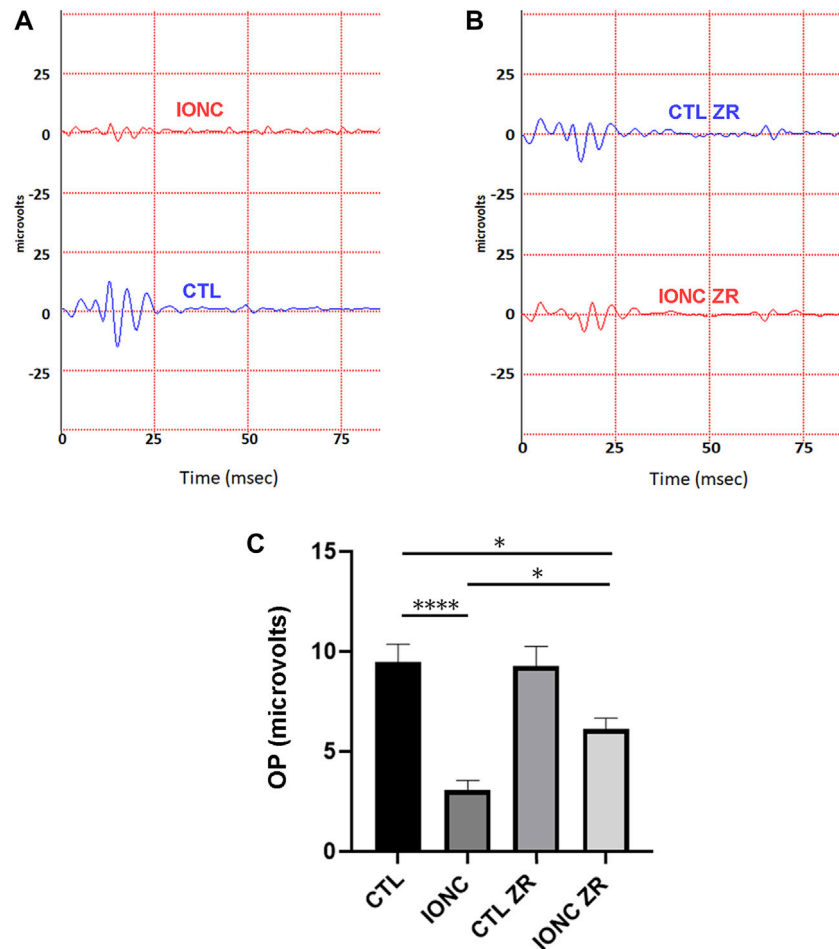 A
25
IONC
0
-25
microvolts
25
CTL
0
-25
0 25 50 75
Time (msec)
B
25
CTL ZR
0
-25
microvolts
25
IONC ZR
0
-25
0 25 50 75
Time (msec)
C
15
*
*
****
10
5
0
OP (microvolts)
CTL IONC CTL ZR IONC ZR